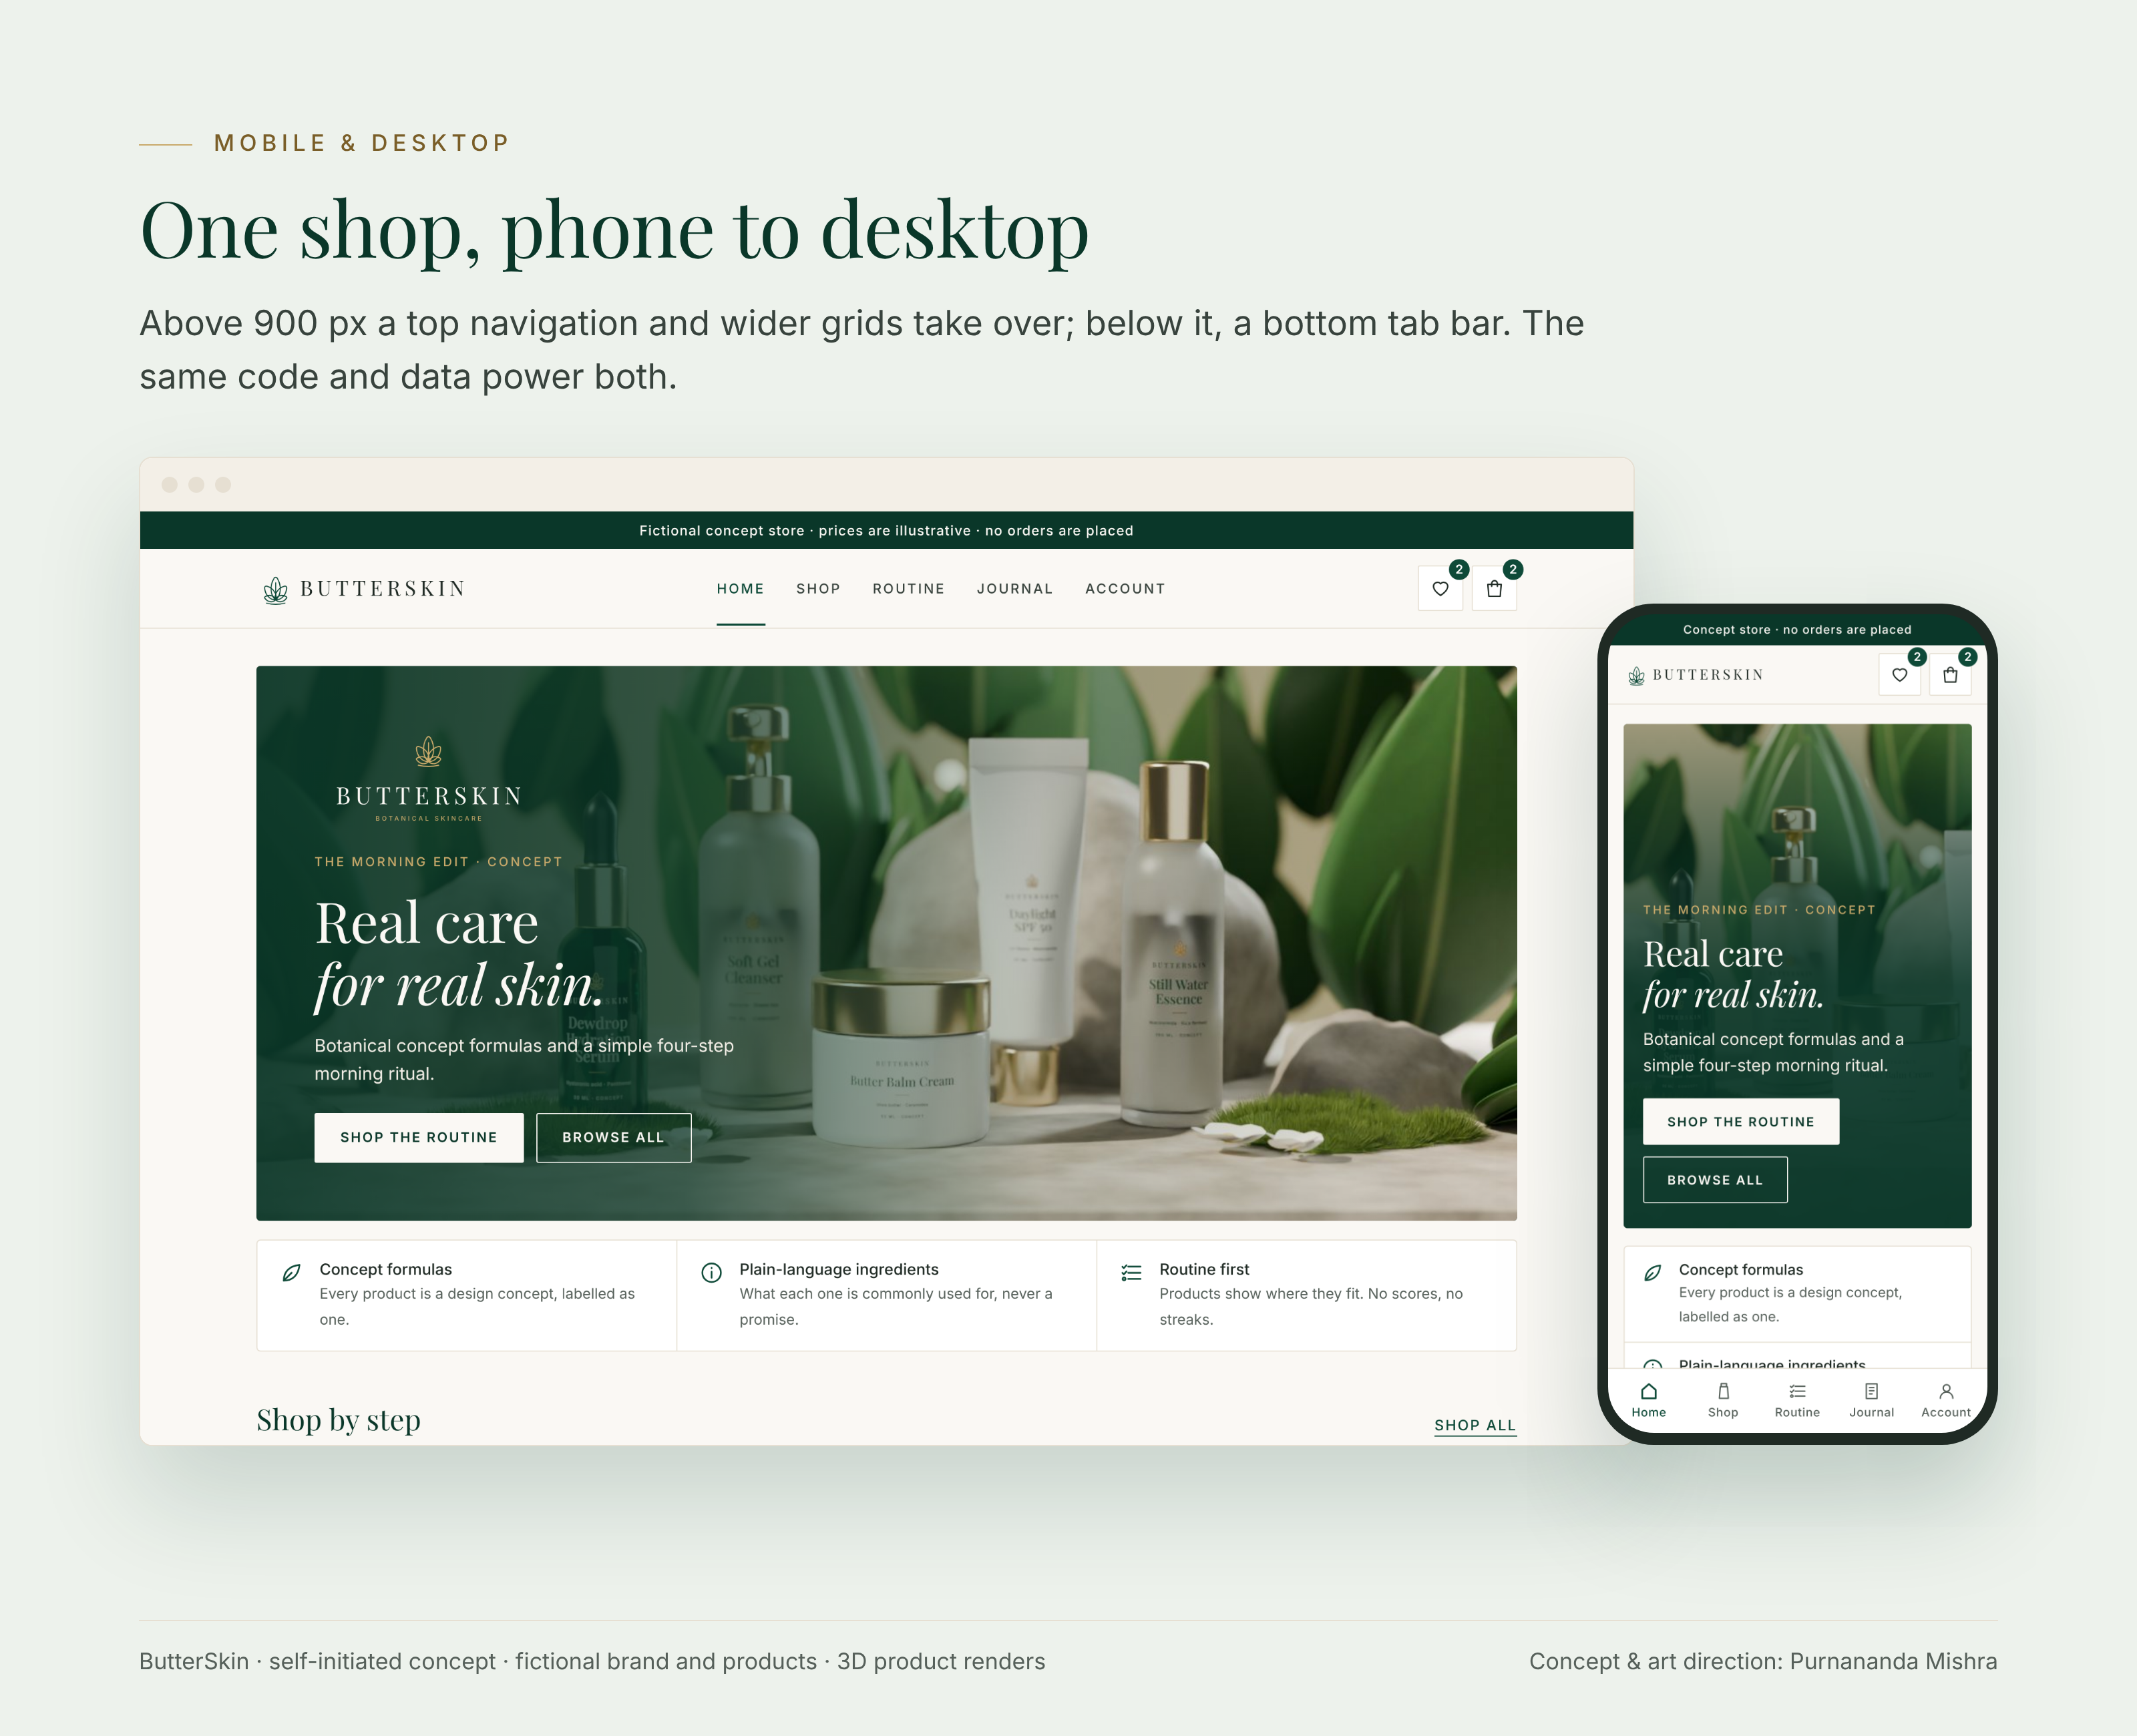 MOBILE & DESKTOP
One shop, phone to desktop
Above 900 px a top navigation and wider grids take over; below it, a bottom tab bar. The
same code and data power both.
Fictional concept store · prices are illustrative · no orders are placed
BUTTERSKIN
HOME SHOP ROUTINE JOURNAL ACCOUNT
2 2
BUTTERSKIN
BOTANICAL SKINCARE
THE MORNING EDIT · CONCEPT
Real care
for real skin.
Botanical concept formulas and a simple four-step
morning ritual.
SHOP THE ROUTINE BROWSE ALL
Dewdrop
Hydration
Serum
Soft Gel
Cleanser
BUTTERSKIN
Butter Balm Cream
Daylight
SPF 50
BUTTERSKIN
Still Water
Essence
Concept formulas
Every product is a design concept, labelled as
one.
Plain-language ingredients
What each one is commonly used for, never a
promise.
Routine first
Products show where they fit. No scores, no
streaks.
Shop by step
SHOP ALL
Concept store · no orders are placed
BUTTERSKIN
2 2
THE MORNING EDIT · CONCEPT
Real care
for real skin.
Botanical concept formulas and a
simple four-step morning ritual.
SHOP THE ROUTINE
BROWSE ALL
Concept formulas
Every product is a design concept,
labelled as one.
Plain-language ingredients
Home Shop Routine Journal Account
ButterSkin · self-initiated concept · fictional brand and products · 3D product renders
Concept & art direction: Purnananda Mishra